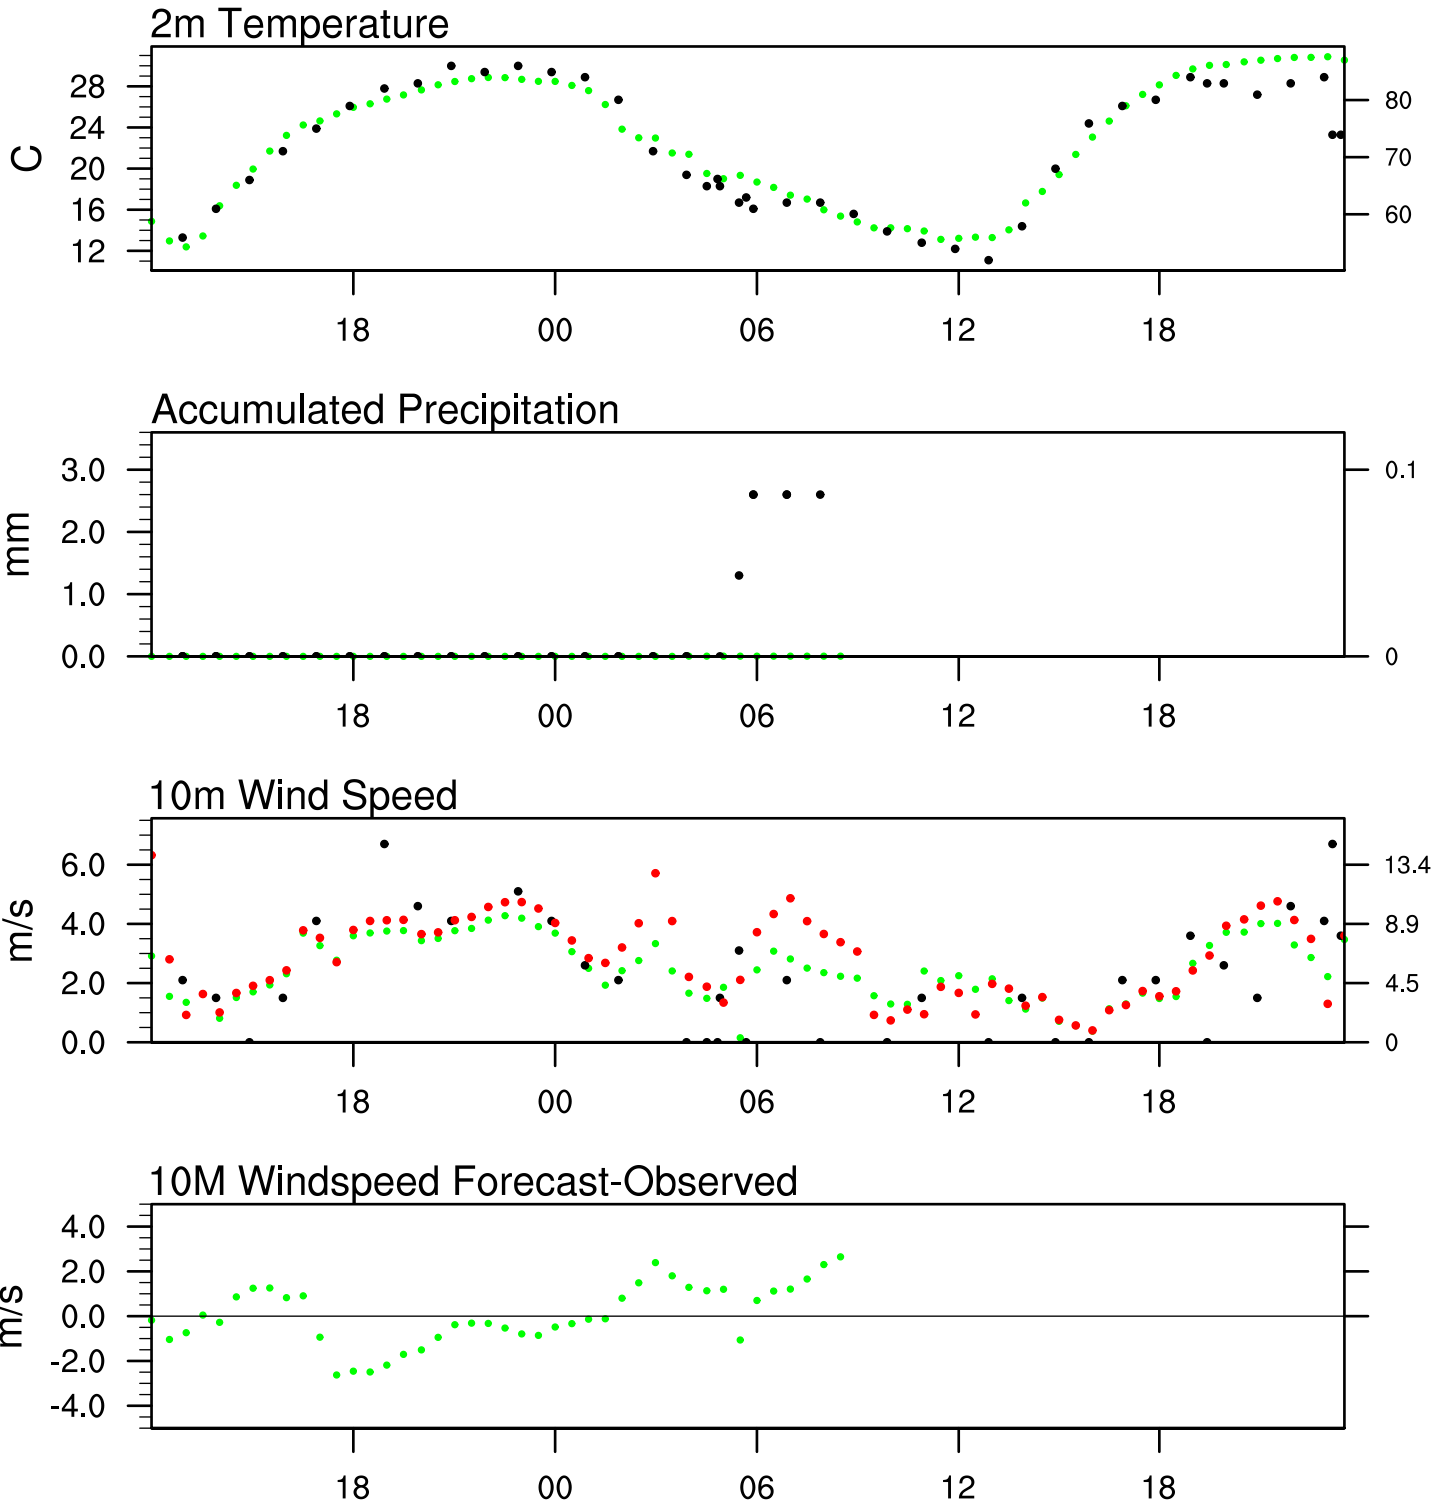 2m Temperature
C
28
24
20
16
12
80
70
60
18 00 06 12 18
Accumulated Precipitation
mm
3.0
2.0
1.0
0.0
0.1
0
18 00 06 12 18
10m Wind Speed
m/s
6.0
4.0
2.0
0.0
13.4
8.9
4.5
0
18 00 06 12 18
10M Windspeed Forecast-Observed
m/s
4.0
2.0
0.0
-2.0
-4.0
18 00 06 12 18